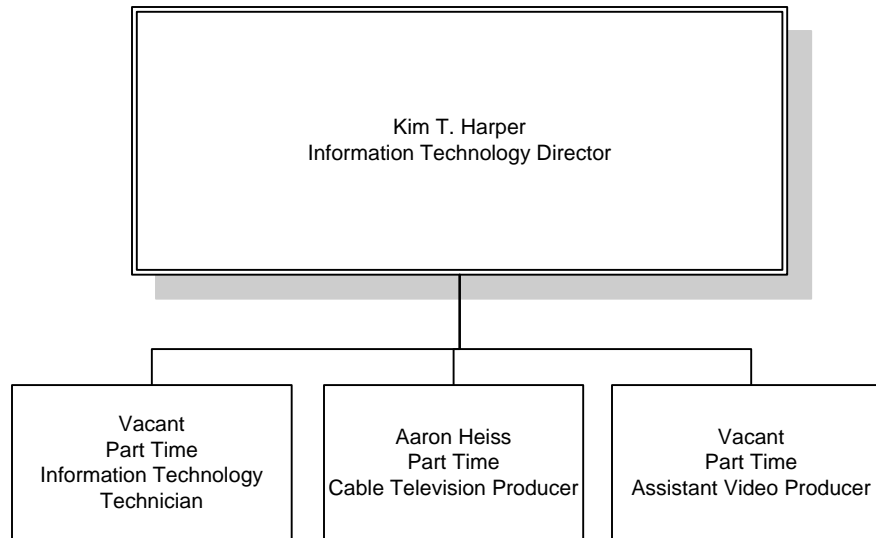 Kim T. Harper
Information Technology Director
Vacant
Part Time
Information Technology
Technician
Aaron Heiss
Part Time
Cable Television Producer
Vacant
Part Time
Assistant Video Producer